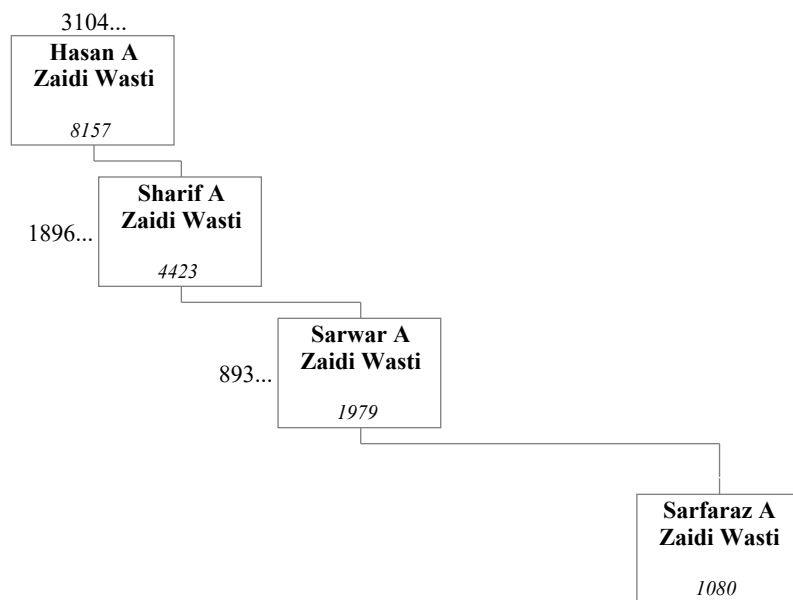 3104...
Hasan A
Zaidi Wasti
8157
Sharif A
Zaidi Wasti
1896...
4423
Sarwar A
Zaidi Wasti
893...
1979
Sarfaraz A
Zaidi Wasti
1080